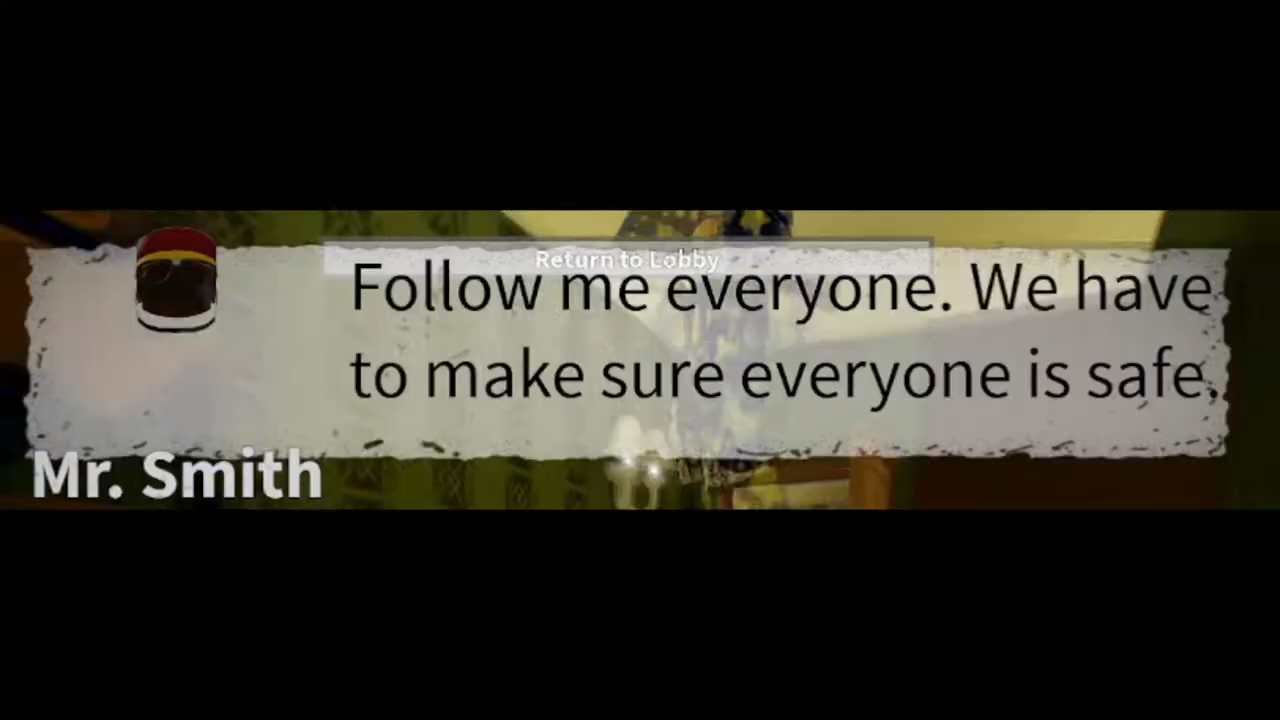 Return to Lobby
Follow me everyone. We have
to make sure everyone is safe.
Mr. Smith